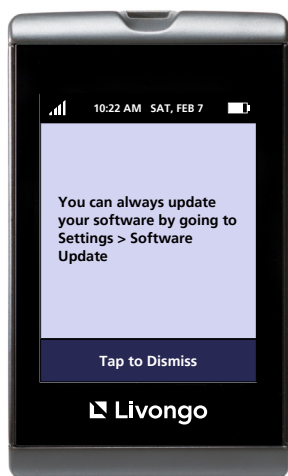 10:22 AM SAT, FEB 7
You can always update
your software by going to
Settings > Software
Update
Tap to Dismiss
Livongo